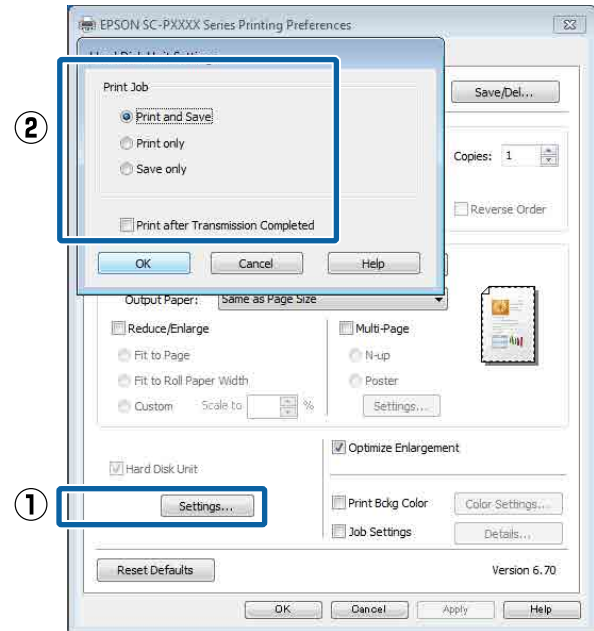 EPSON SC-PXXXX Series Printing Preferences
Print Job
Save/Del...
②
Print and Save
Print only
Copies: 1
Save only
Reverse Order
Print after Transmission Completed
OK Cancel Help
Output Paper: Same as Page Size
Reduce/Enlarge Multi-Page
Fit to Page N-up
Fit to Roll Paper Width Poster
Custom Scale to % Settings...
Optimize Enlargement
Hard Disk Unit
①
Settings... Print Bckg Color Color Settings...
Job Settings Details...
Reset Defaults Version 6.70
OK Cancel Apply Help